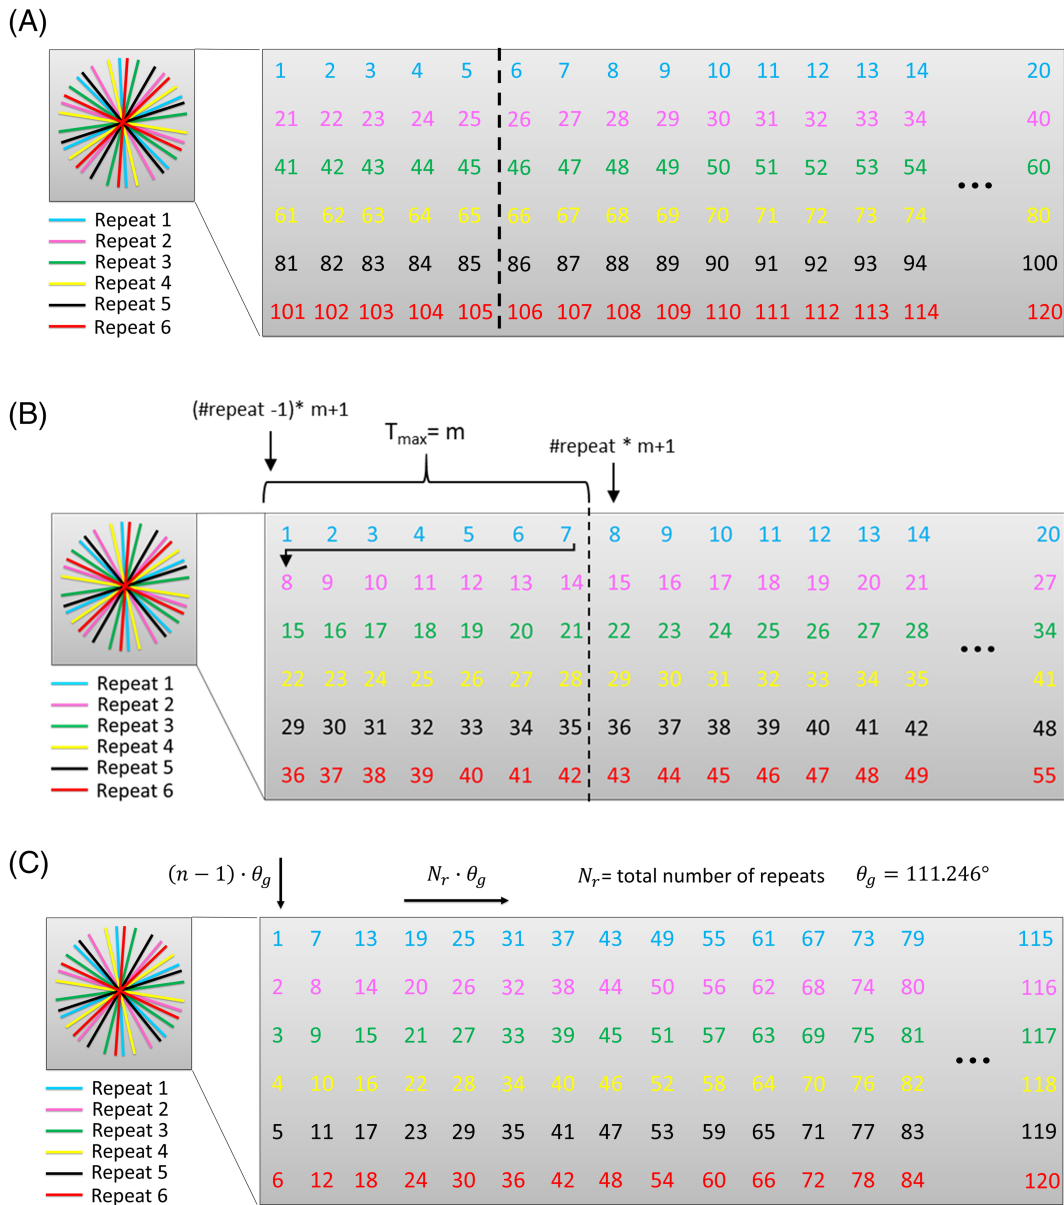 (A)
1 2 3 4 5 6 7 8 9 10 11 12 13 14 20
21 22 23 24 25 26 27 28 29 30 31 32 33 34 40
41 42 43 44 45 46 47 48 49 50 51 52 53 54 ... 60
61 62 63 64 65 66 67 68 69 70 71 72 73 74 80
81 82 83 84 85 86 87 88 89 90 91 92 93 94 100
101 102 103 104 105 106 107 108 109 110 111 112 113 114 120
Repeat 1
Repeat 2
Repeat 3
Repeat 4
Repeat 5
Repeat 6
(B)
(#repeat -1)* m+1
Tmax= m
#repeat * m+1
1 2 3 4 5 6 7 8 9 10 11 12 13 14 20
8 9 10 11 12 13 14 15 16 17 18 19 20 21 27
15 16 17 18 19 20 21 22 23 24 25 26 27 28 ... 34
22 23 24 25 26 27 28 29 30 31 32 33 34 35 41
29 30 31 32 33 34 35 36 37 38 39 40 41 42 48
36 37 38 39 40 41 42 43 44 45 46 47 48 49 55
Repeat 1
Repeat 2
Repeat 3
Repeat 4
Repeat 5
Repeat 6
(C)
(n − 1) · θg
Nr · θg
Nr= total number of repeats θg = 111.246°
1 7 13 19 25 31 37 43 49 55 61 67 73 79 115
2 8 14 20 26 32 38 44 50 56 62 68 74 80 116
3 9 15 21 27 33 39 45 51 57 63 69 75 81 ... 117
4 10 16 22 28 34 40 46 52 58 64 70 76 82 118
5 11 17 23 29 35 41 47 53 59 65 71 77 83 119
6 12 18 24 30 36 42 48 54 60 66 72 78 84 120
Repeat 1
Repeat 2
Repeat 3
Repeat 4
Repeat 5
Repeat 6